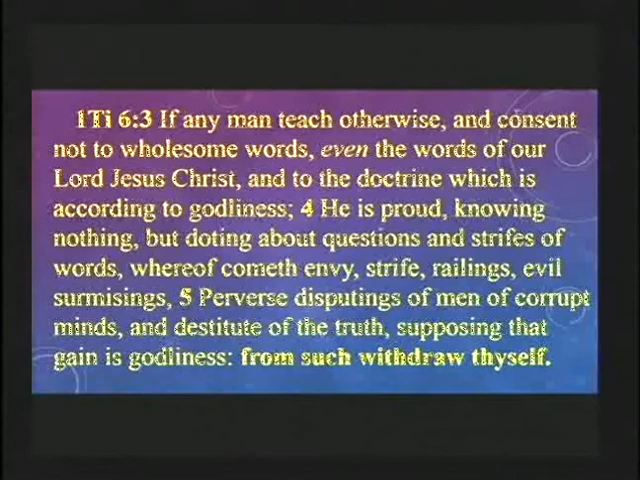 1Ti 6:3 If any man teach otherwise, and consent
not to wholesome words, even the words of our
Lord Jesus Christ, and to the doctrine which is
according to godliness; 4 He is proud, knowing
nothing, but doting about questions and strifes of
words, whereof cometh envy, strife, railings, evil
surmisings, 5 Perverse disputings of men of corrupt
minds, and destitute of the truth, supposing that
gain is godliness: from such withdraw thyself.